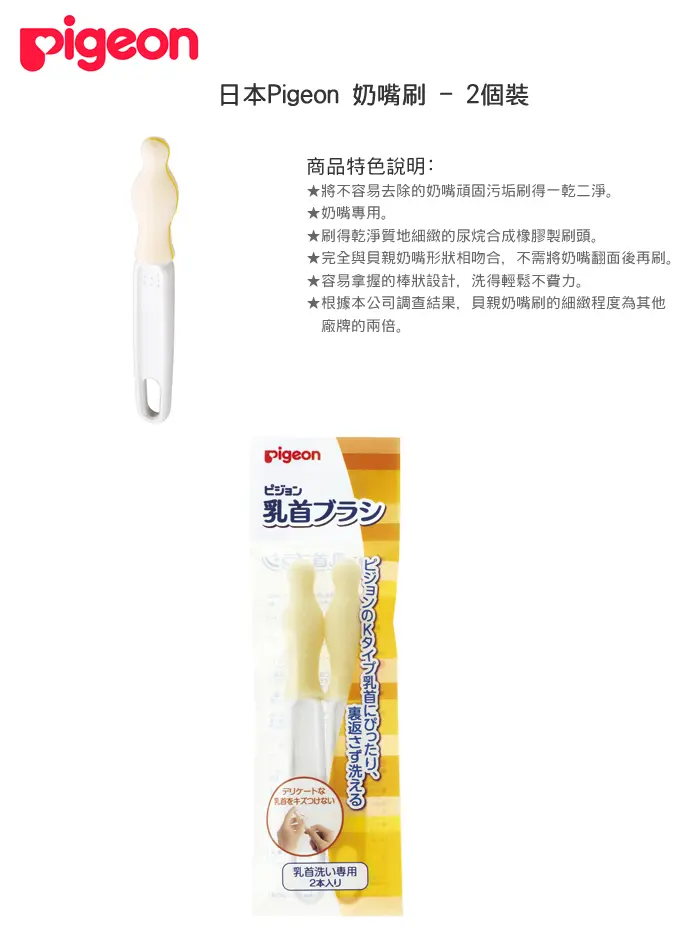 pigeon
日本Pigeon 奶嘴刷 - 2個裝
商品特色說明:
★將不容易去除的奶嘴頑固污垢刷得一乾二淨。
★奶嘴專用。
★刷得乾淨質地細緻的尿烷合成橡膠製刷頭。
★完全與貝親奶嘴形狀相吻合，不需將奶嘴翻面後再刷。
★容易拿握的棒狀設計，洗得輕鬆不費力。
★根據本公司調查結果，貝親奶嘴刷的細緻程度為其他
廠牌的兩倍。
pigeon
ピジョン
乳首ブラシ
ピジョンのKタイプ乳首にぴったり、
裏返さず洗える
デリケートな
乳首をキズつけない
乳首洗い専用
2本入り